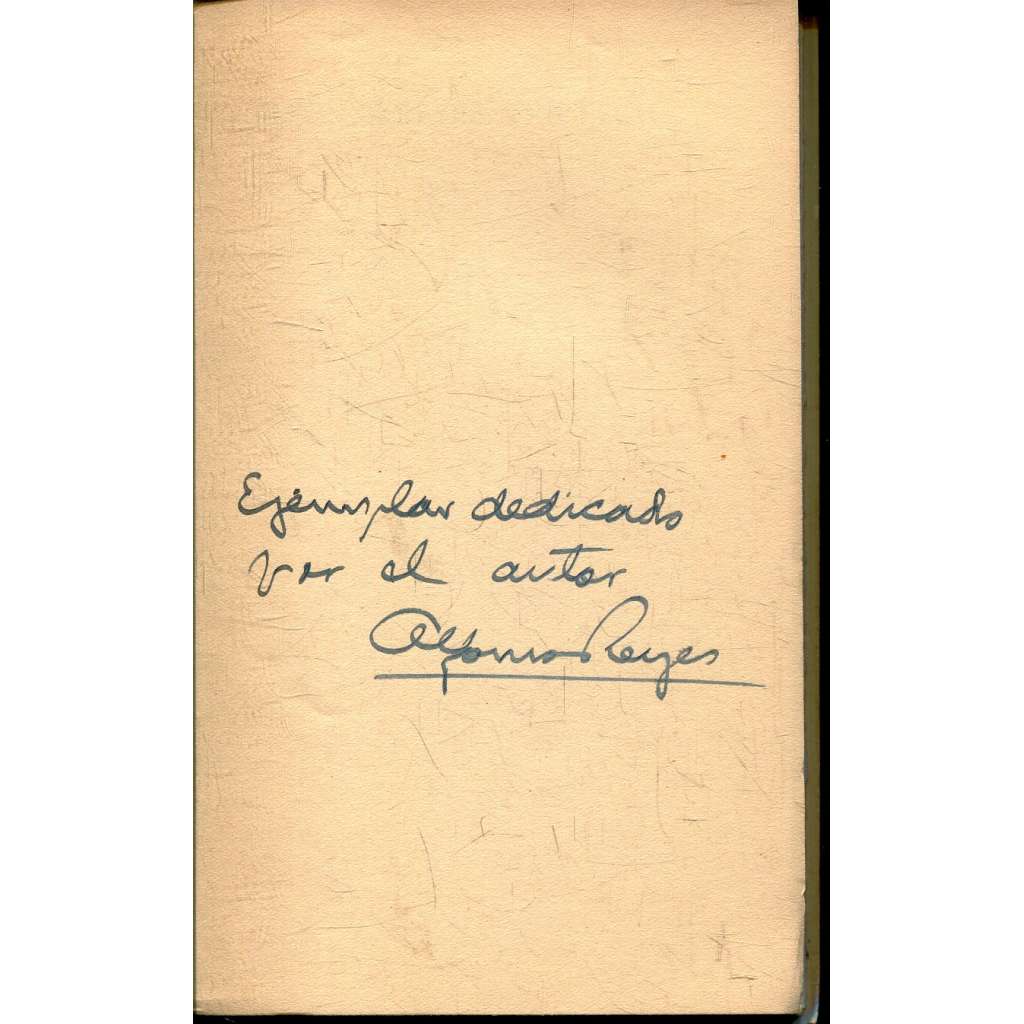 Ejemplar dedicado
por el autor
Alfonso Reyes